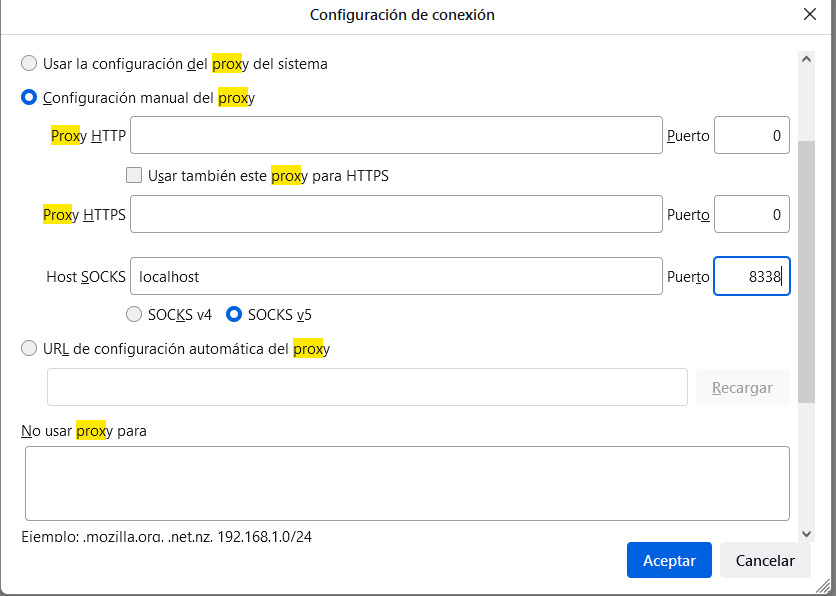 Configuración de conexión
Usar la configuración del proxy del sistema
Configuración manual del proxy
Proxy HTTP Puerto 0
Usar también este proxy para HTTPS
Proxy HTTPS Puerto 0
Host SOCKS localhost Puerto 8338
SOCKS v4 SOCKS v5
URL de configuración automática del proxy
Recargar
No usar proxy para
Ejemplo: .mozilla.org, .net.nz, 192.168.1.0/24
Aceptar Cancelar